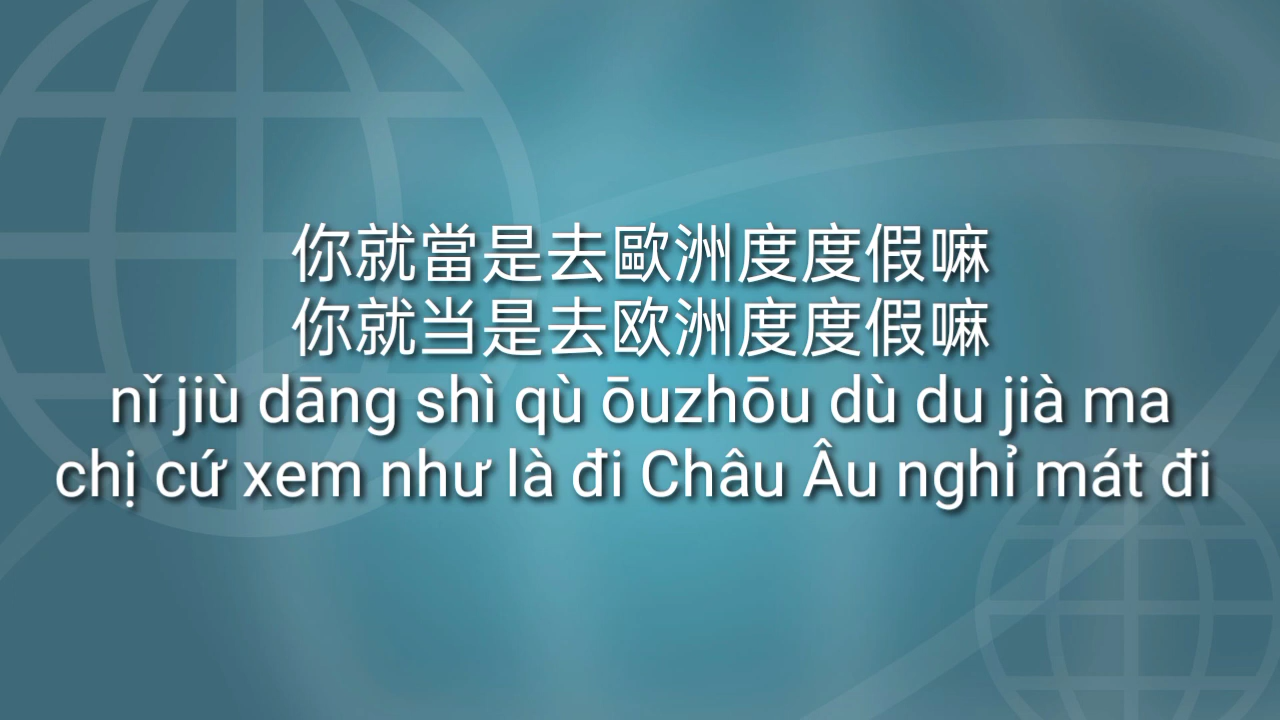 你就當是去歐洲度度假嘛
你就当是去欧洲度度假嘛
nǐ jiù dāng shì qù ōuzhōu dù du jià ma
chị cứ xem như là đi Châu Âu nghỉ mát đi